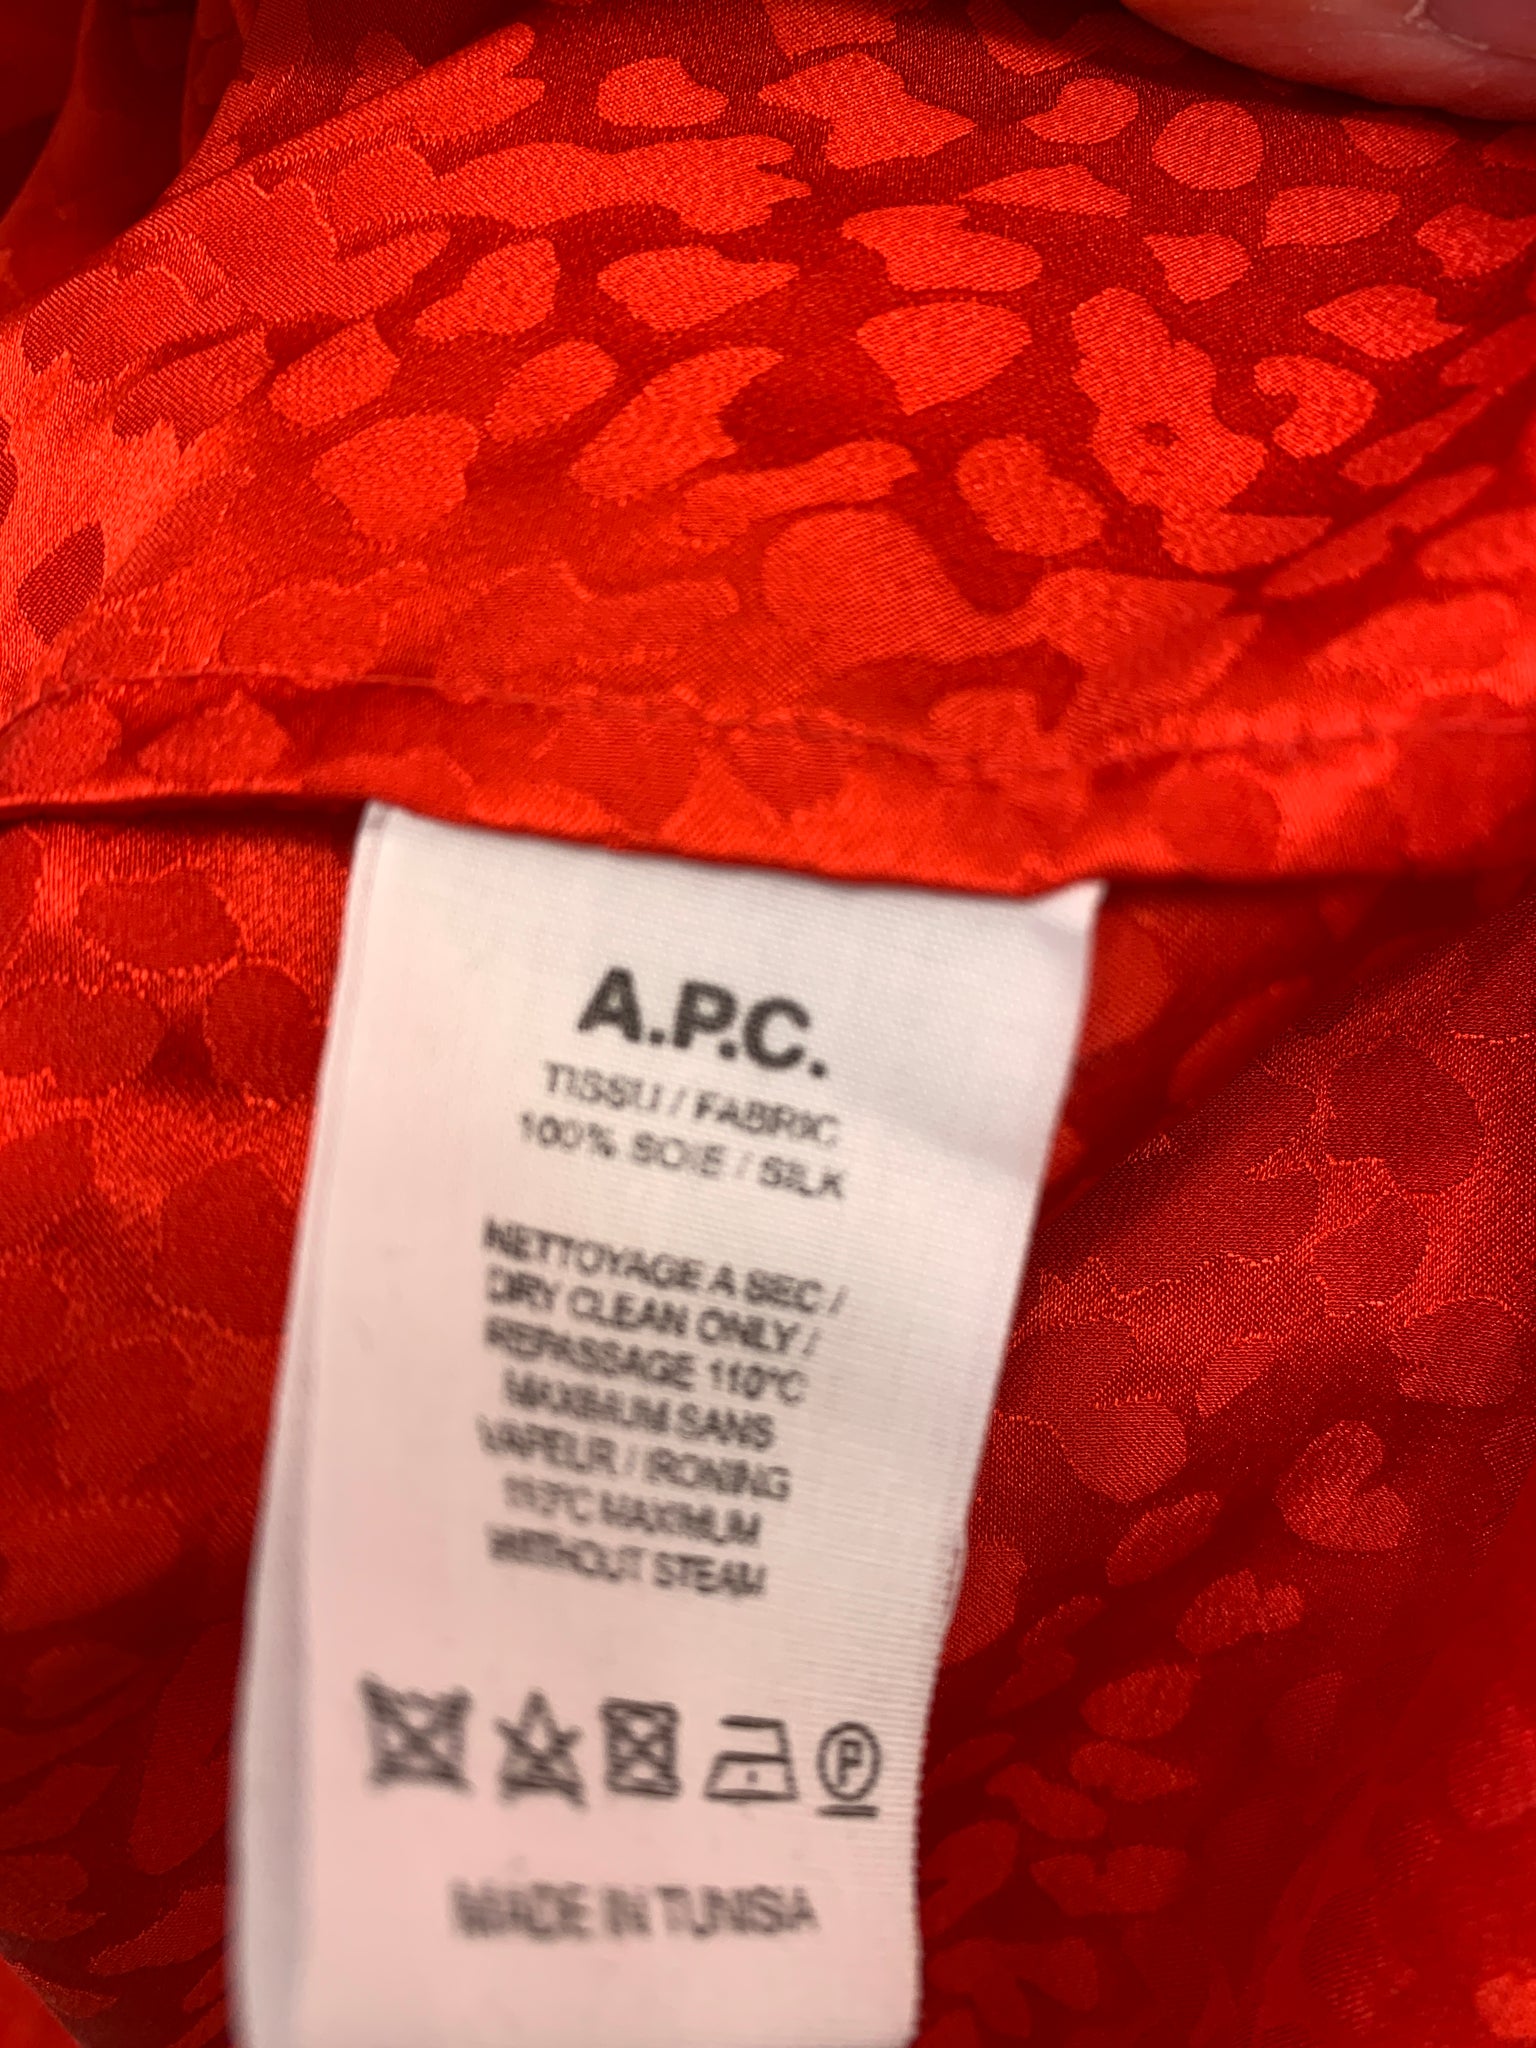 A.P.C.
TISSU / FABRIC
100% SOIE / SILK
NETTOYAGE A SEC /
DRY CLEAN ONLY /
REPASSAGE 110°C
MAXIMUM SANS
VAPEUR / IRONING
110°C MAXIMUM
WITHOUT STEAM
P
MADE IN TUNISIA